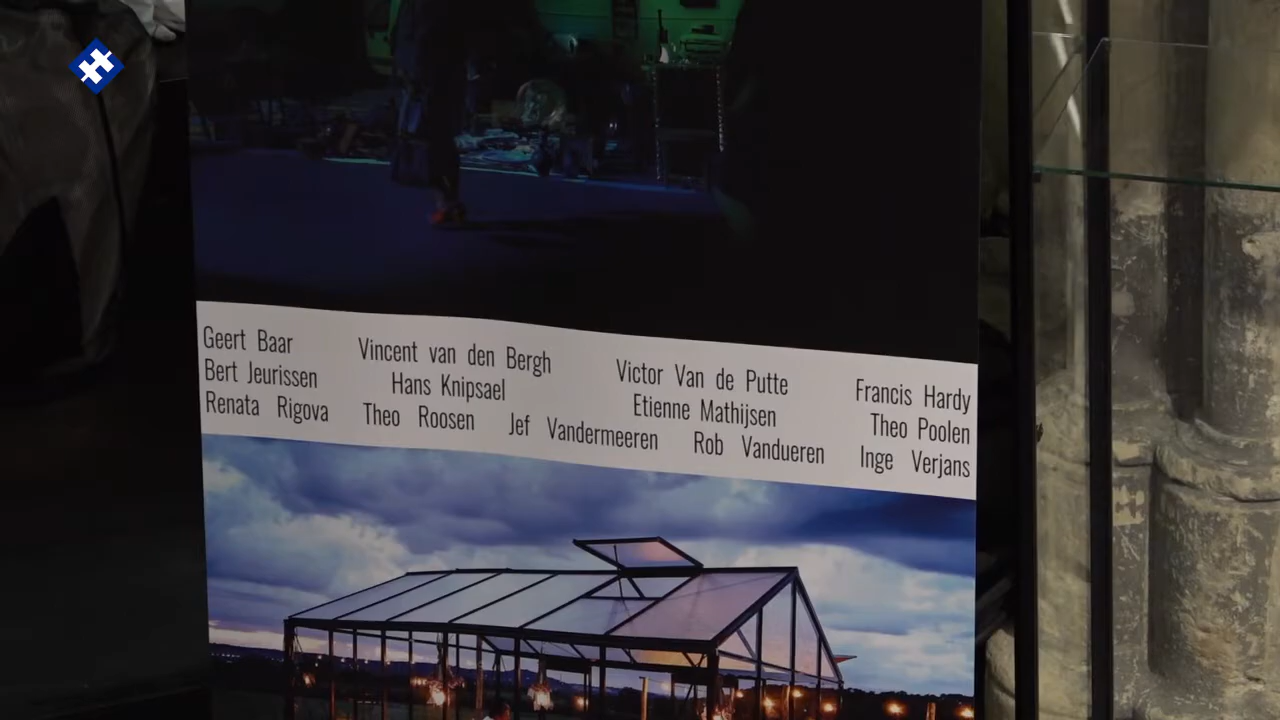 Geert Baar Vincent van den Bergh Victor Van de Putte Francis Hardy
Bert Jeurissen Hans Knipsael Etienne Mathijsen Theo Poolen
Renata Rigova Theo Roosen Jef Vandermeeren Rob Vandueren Inge Verjans